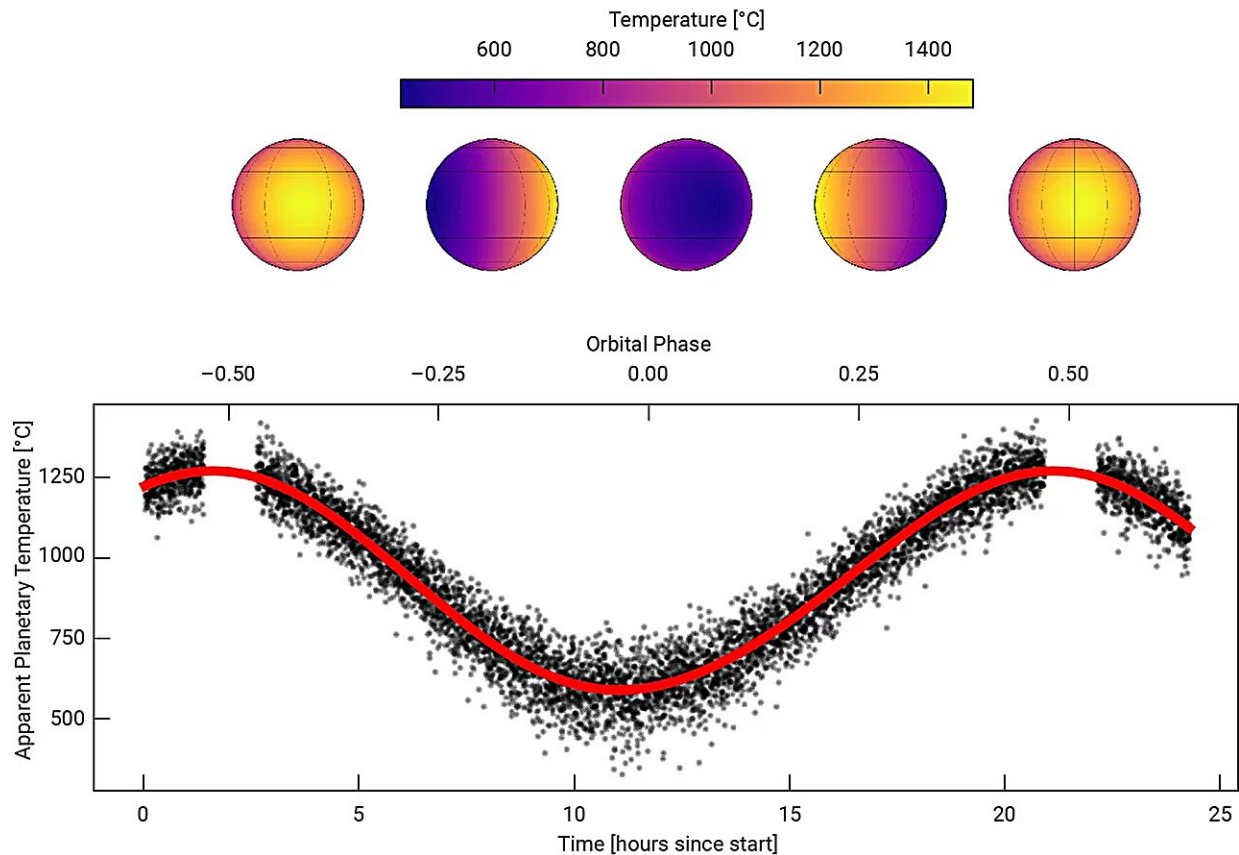 Temperature [°C]
600 800 1000 1200 1400
Orbital Phase
−0.50 −0.25 0.00 0.25 0.50
Apparent Planetary Temperature [°C]
1250
1000
750
500
0 5 10 15 20 25
Time [hours since start]